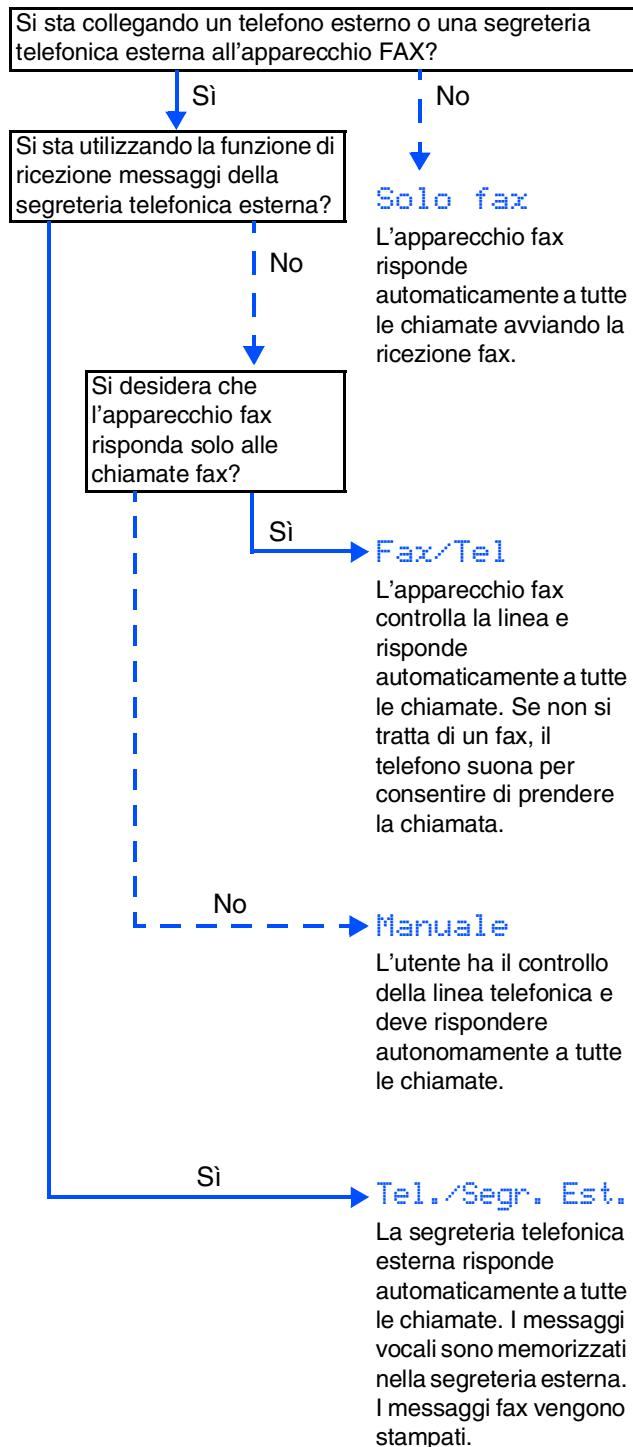 Si sta collegando un telefono esterno o una segreteria
telefonica esterna all'apparecchio FAX?
Sì
No
Si sta utilizzando la funzione di
ricezione messaggi della
segreteria telefonica esterna?
Solo fax
L'apparecchio fax
risponde
automaticamente a tutte
le chiamate avviando la
ricezione fax.
No
Si desidera che
l'apparecchio fax
risponda solo alle
chiamate fax?
Sì
Fax/Tel
L'apparecchio fax
controlla la linea e
risponde
automaticamente a tutte
le chiamate. Se non si
tratta di un fax, il
telefono suona per
consentire di prendere
la chiamata.
No
Manuale
L'utente ha il controllo
della linea telefonica e
deve rispondere
autonomamente a tutte
le chiamate.
Sì
Tel./Segr. Est.
La segreteria telefonica
esterna risponde
automaticamente a tutte
le chiamate. I messaggi
vocali sono memorizzati
nella segreteria esterna.
I messaggi fax vengono
stampati.